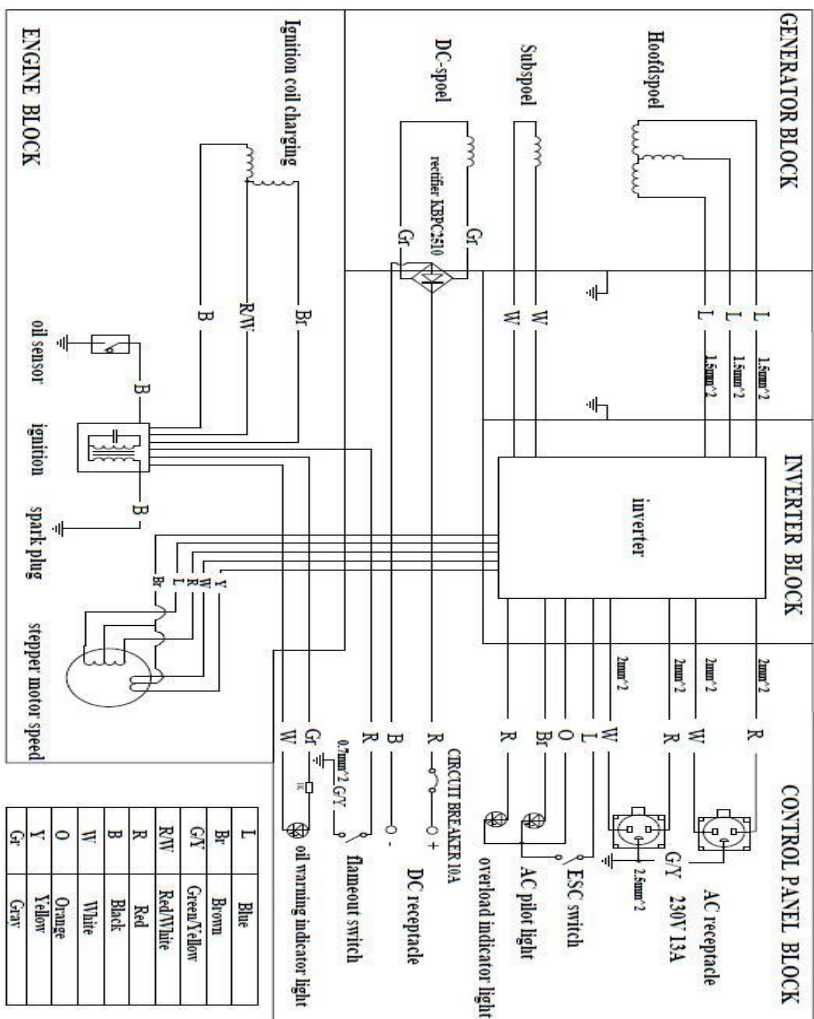 GENERATOR BLOCK
INVERTER BLOCK
CONTROL PANEL BLOCK
Hoofdspoel
L 1.5mm^2
L 1.5mm^2
L 1.5mm^2
2mm^2 R
2mm^2 W
2mm^2 R
2mm^2 W
AC receptacle
230V 13A
G/Y
2.5mm^2
inverter
Subspoel
W
W
L
O
Br
R
ESC switch
AC pilot light
overload indicator light
DC-spoel
rectifier KBPC2510
Gr
Gr
CIRCUIT BREAKER 10A
R
+
B
-
DC receptacle
R
0.7mm^2 G/Y
flameout switch
Gr
W
oil warning indicator light
Ignition coil charging
Br
R/W
B
Y
W
R
L
Br
B
B
oil sensor
ignition
spark plug
stepper motor speed
ENGINE BLOCK
L Blue
Br Brown
G/Y Green/Yellow
R/W Red/White
R Red
B Black
W White
O Orange
Y Yellow
Gr Gray